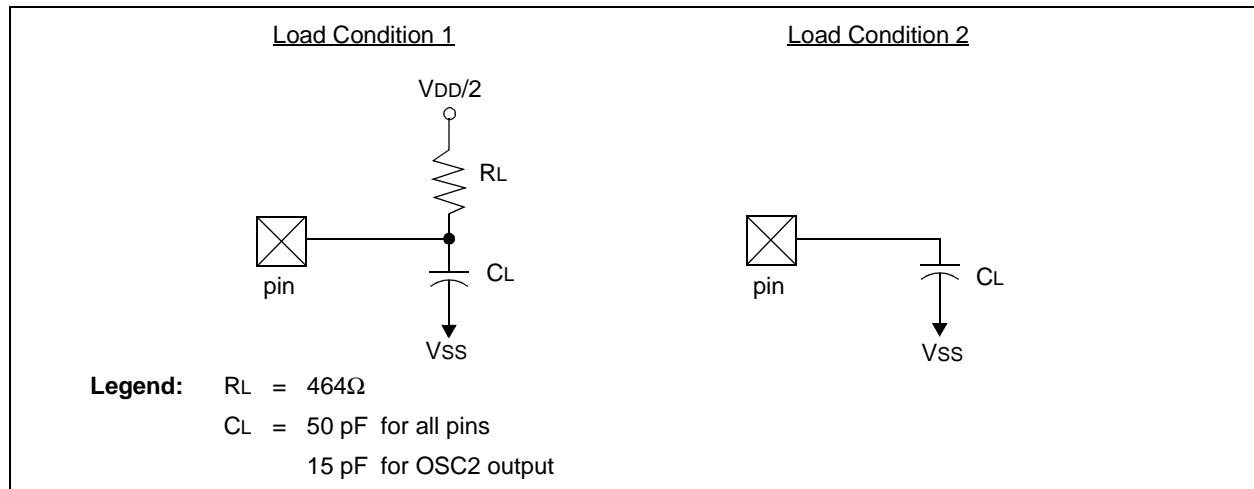 Load Condition 1
Load Condition 2
VDD/2
RL
CL
pin
VSS
CL
pin
VSS
Legend: RL = 464Ω
CL = 50 pF for all pins
15 pF for OSC2 output